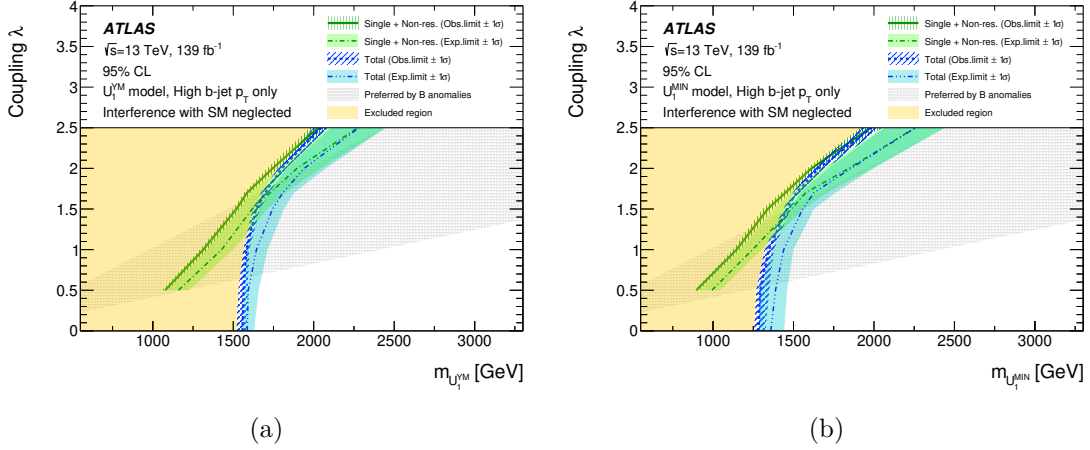 Coupling λ
4
3.5
3
2.5
2
1.5
1
0.5
0
ATLAS
√s=13 TeV, 139 fb⁻¹
95% CL
U₁^YM model, High b-jet p_T only
Interference with SM neglected
Single + Non-res. (Obs.limit ± 1σ)
Single + Non-res. (Exp.limit ± 1σ)
Total (Obs.limit ± 1σ)
Total (Exp.limit ± 1σ)
Preferred by B anomalies
Excluded region
1000 1500 2000 2500 3000
m_U₁^YM [GeV]
(a)
Coupling λ
4
3.5
3
2.5
2
1.5
1
0.5
0
ATLAS
√s=13 TeV, 139 fb⁻¹
95% CL
U₁^MIN model, High b-jet p_T only
Interference with SM neglected
Single + Non-res. (Obs.limit ± 1σ)
Single + Non-res. (Exp.limit ± 1σ)
Total (Obs.limit ± 1σ)
Total (Exp.limit ± 1σ)
Preferred by B anomalies
Excluded region
1000 1500 2000 2500 3000
m_U₁^MIN [GeV]
(b)